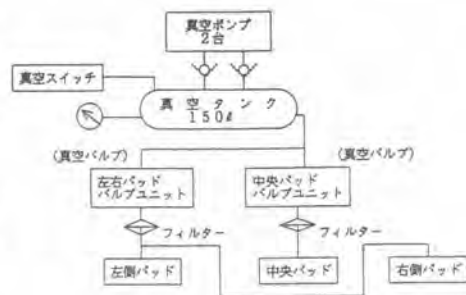 真空ポンプ
2台
真空スイッチ
真空タンク
150ℓ
(真空バルブ)
(真空バルブ)
左右パッド
バルブユニット
中央パッド
バルブユニット
フィルター
フィルター
左側パッド
中央パッド
右側パッド